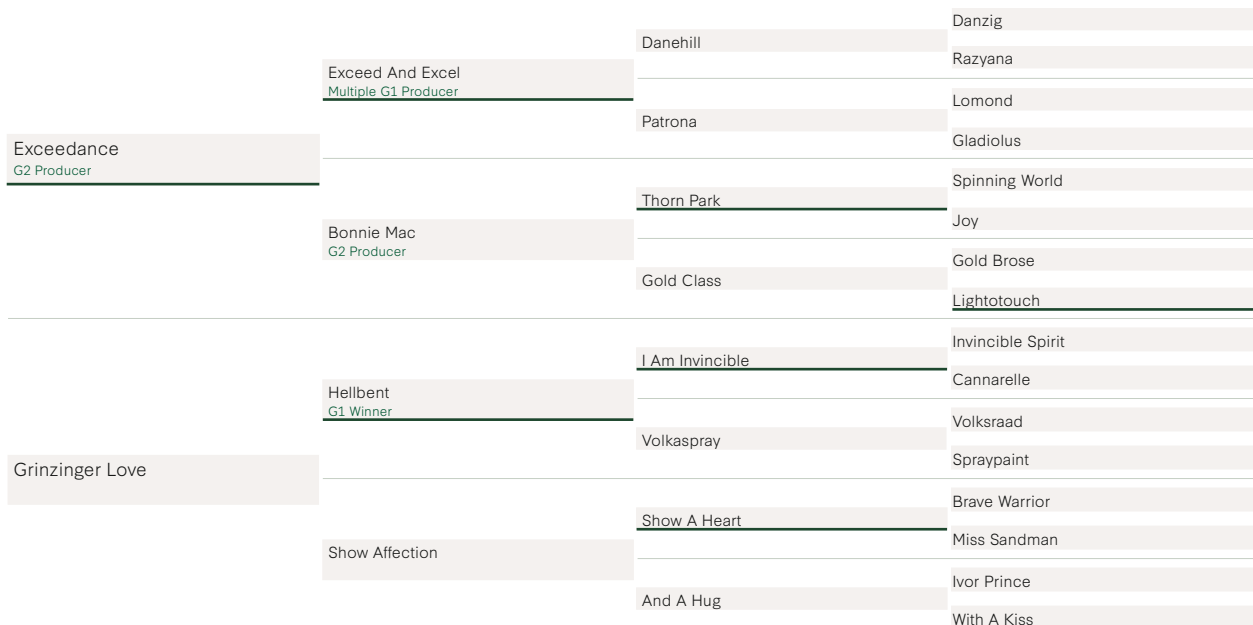 Exceedance
G2 Producer
Exceed And Excel
Multiple G1 Producer
Danehill
Danzig
Razyana
Patrona
Lomond
Gladiolus
Bonnie Mac
G2 Producer
Thorn Park
Spinning World
Joy
Gold Class
Gold Brose
Lightotouch
Grinzinger Love
Hellbent
G1 Winner
I Am Invincible
Invincible Spirit
Cannarelle
Volkaspray
Volksraad
Spraypaint
Show Affection
Show A Heart
Brave Warrior
Miss Sandman
And A Hug
Ivor Prince
With A Kiss